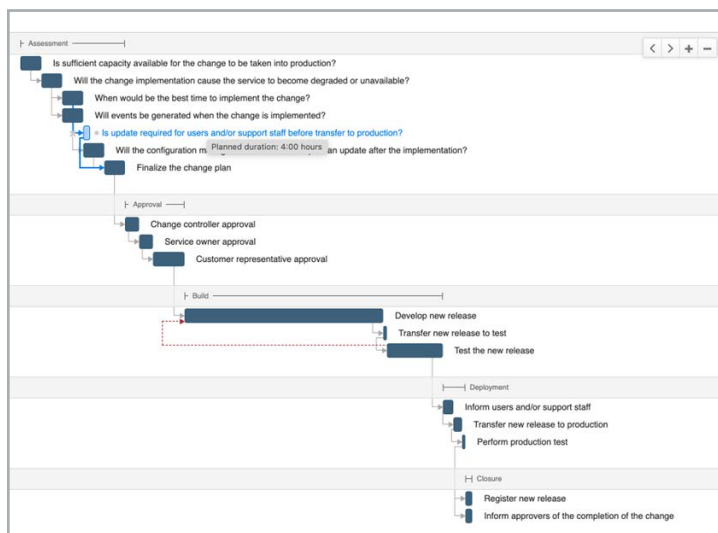 Assessment
Is sufficient capacity available for the change to be taken into production?
Will the change implementation cause the service to become degraded or unavailable?
When would be the best time to implement the change?
Will events be generated when the change is implemented?
Is update required for users and/or support staff before transfer to production?
Will the configuration m an update after the implementation?
Planned duration: 4:00 hours
Finalize the change plan
Approval
Change controller approval
Service owner approval
Customer representative approval
Build
Develop new release
Transfer new release to test
Test the new release
Deployment
Inform users and/or support staff
Transfer new release to production
Perform production test
Closure
Register new release
Inform approvers of the completion of the change